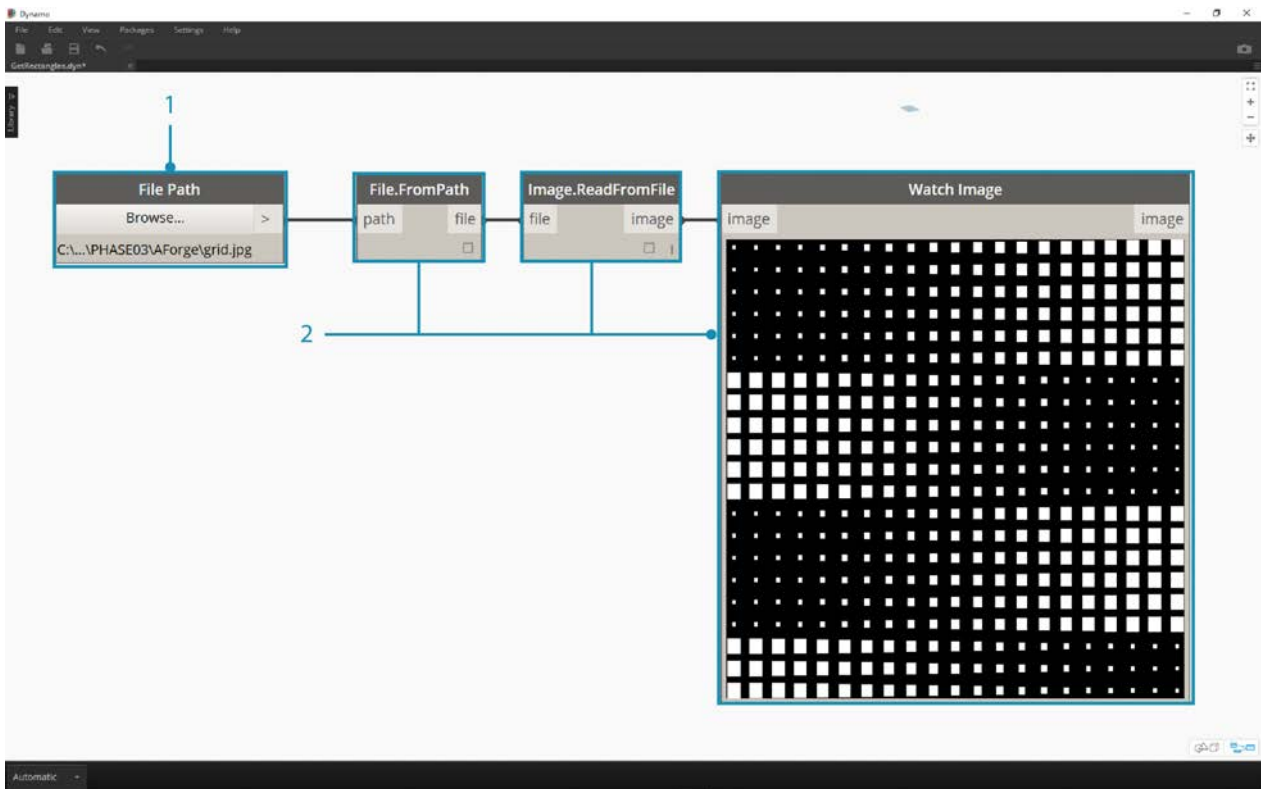 Dynamo
File Edit View Packages Settings Help
GetRectangles.dyn*
Library
1
File Path
Browse... >
C:\...\PHASE03\AForge\grid.jpg
File.FromPath
path file
Image.ReadFromFile
file image
Watch Image
image image
2
Automatic